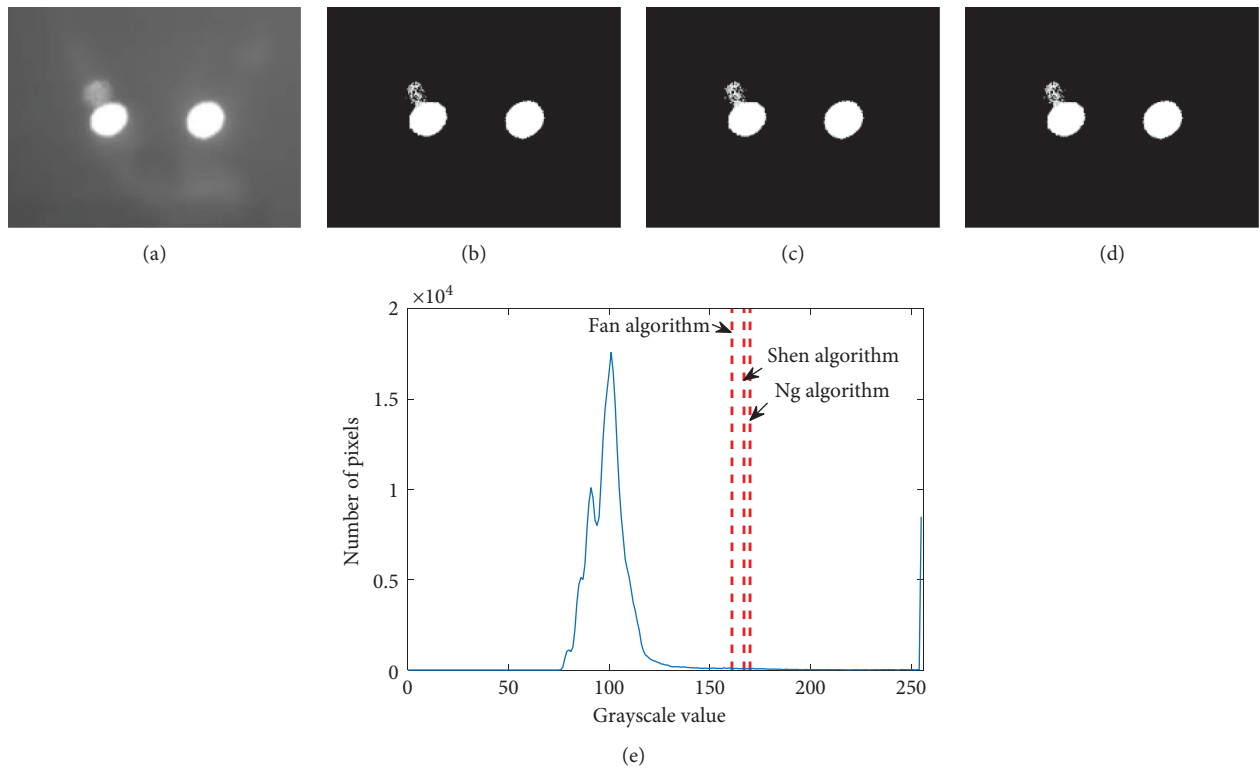 (a)
(b)
(c)
(d)
×10⁴
2
1.5
1
0.5
0
Number of pixels
Fan algorithm
Shen algorithm
Ng algorithm
0 50 100 150 200 250
Grayscale value
(e)